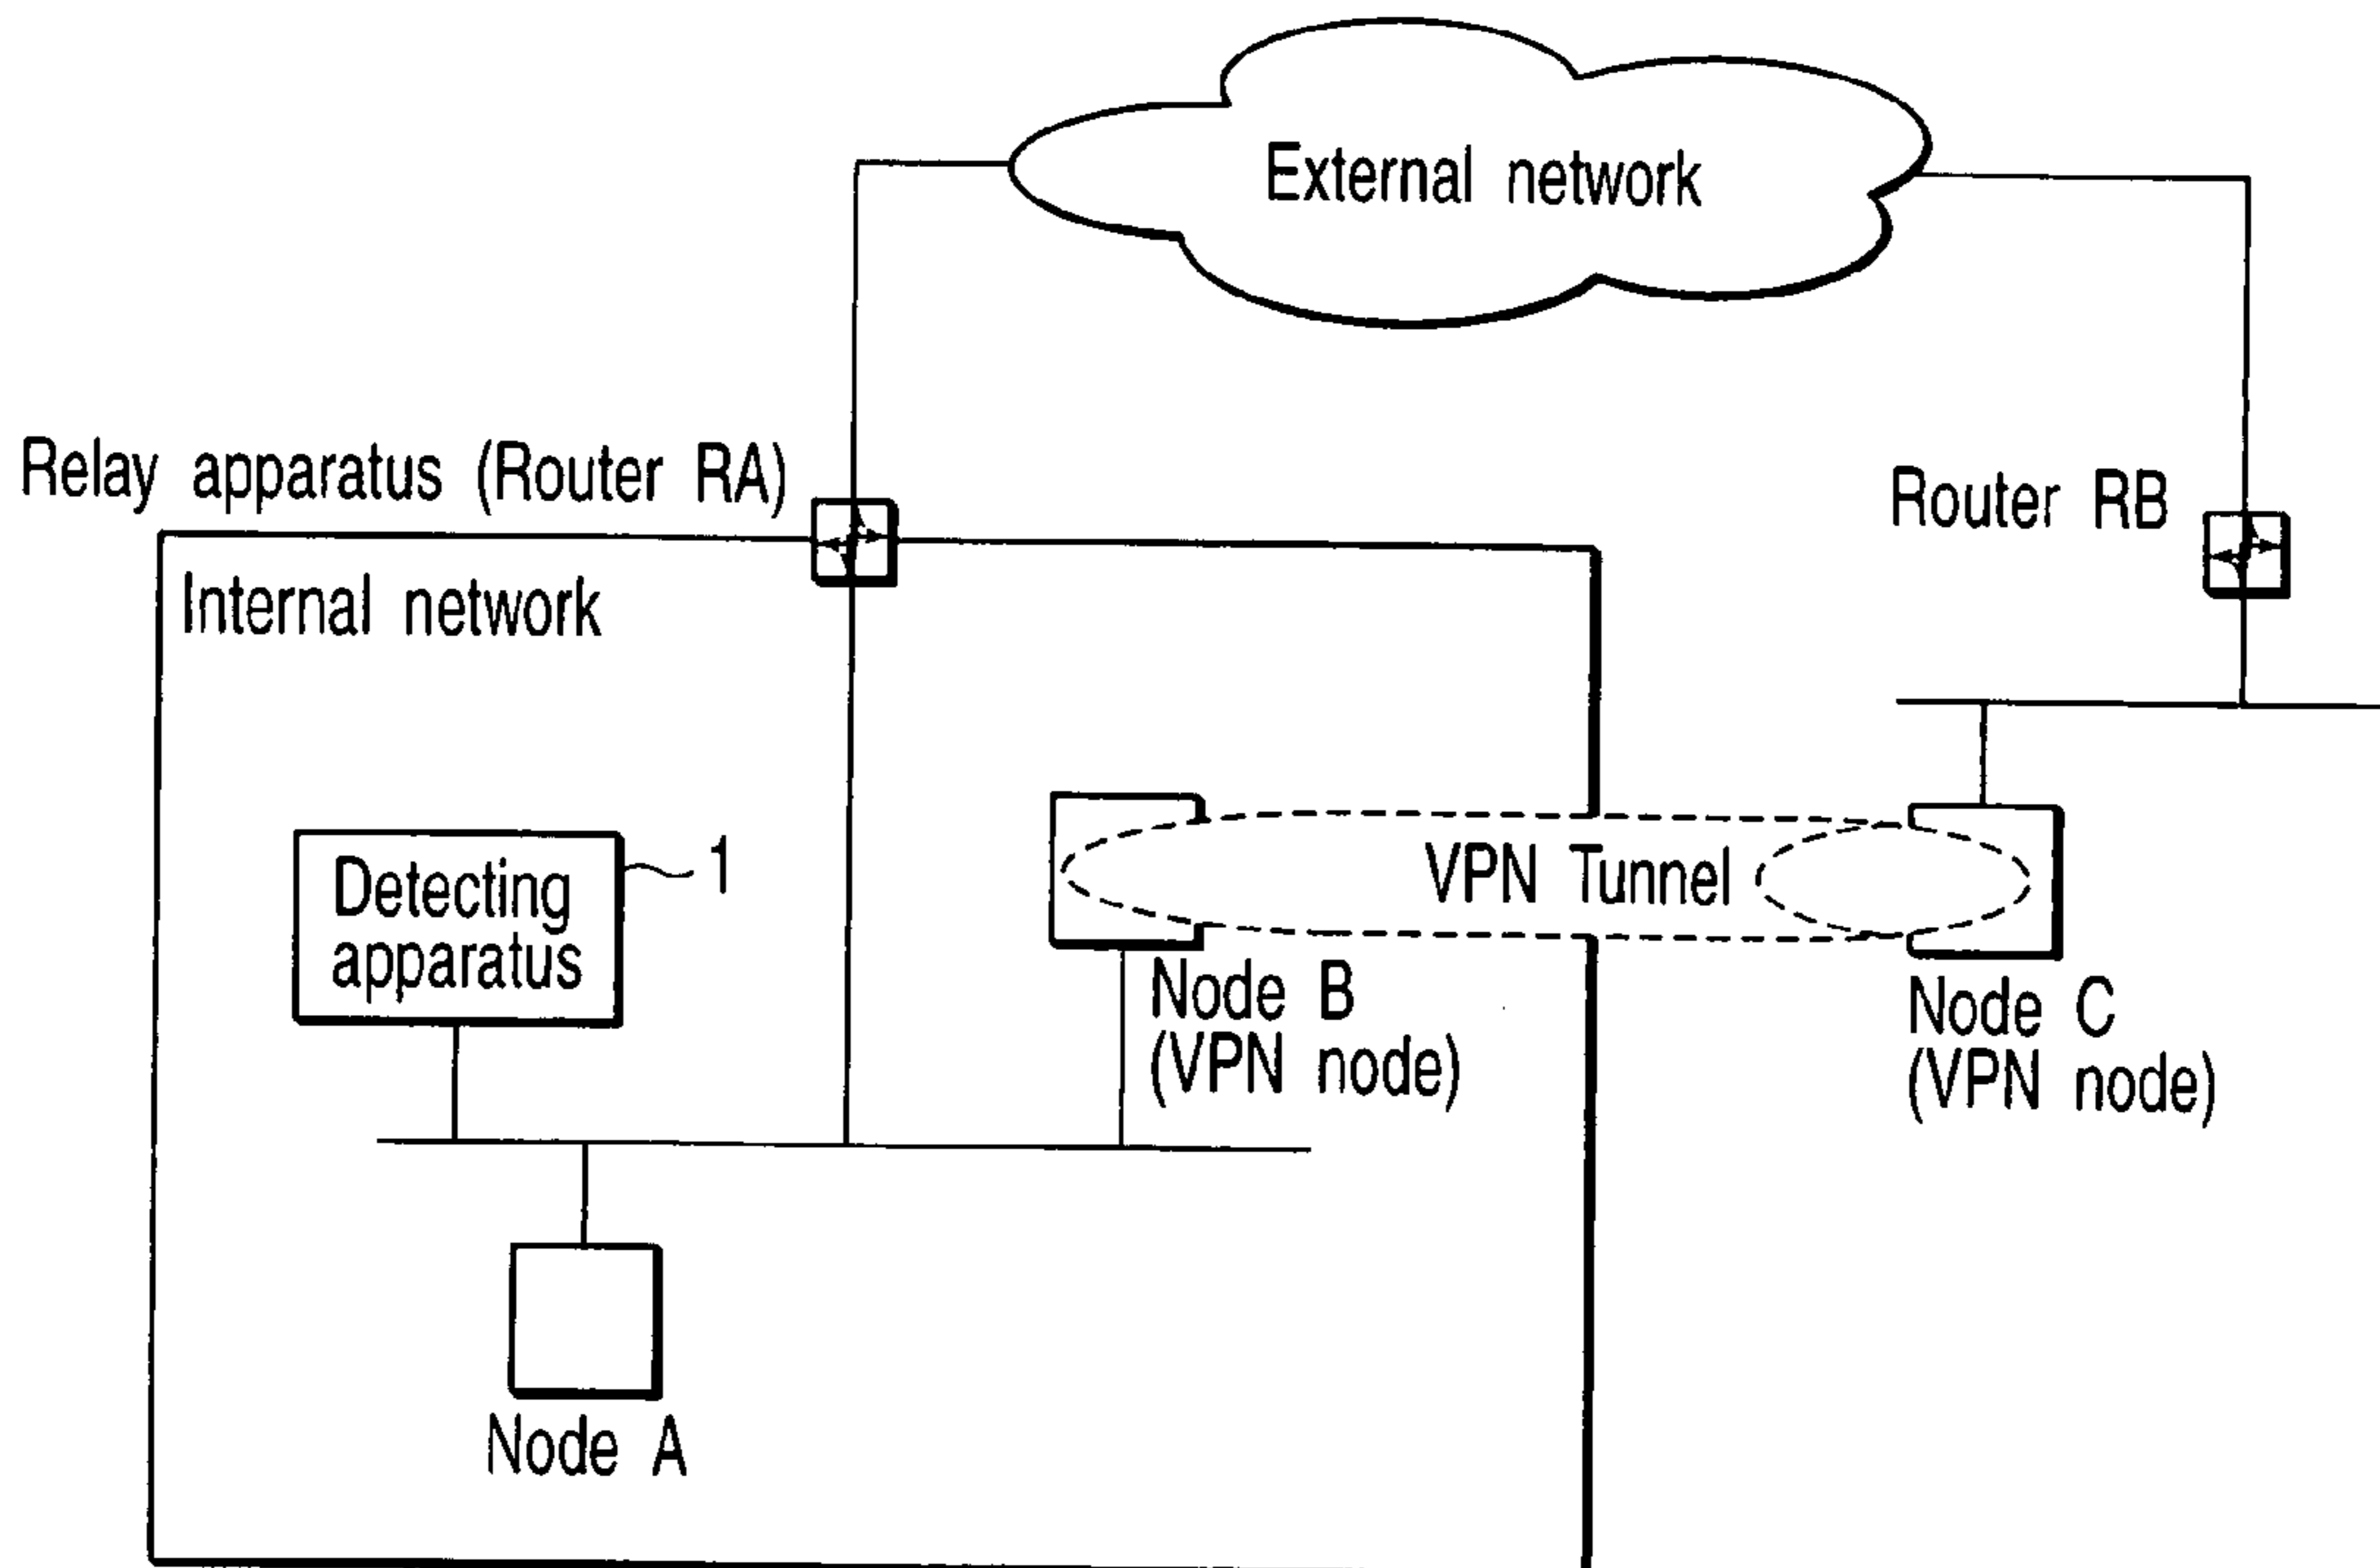 External network
Relay apparatus (Router RA)
Router RB
Internal network
Detecting
apparatus
1
VPN Tunnel
Node B
(VPN node)
Node C
(VPN node)
Node A